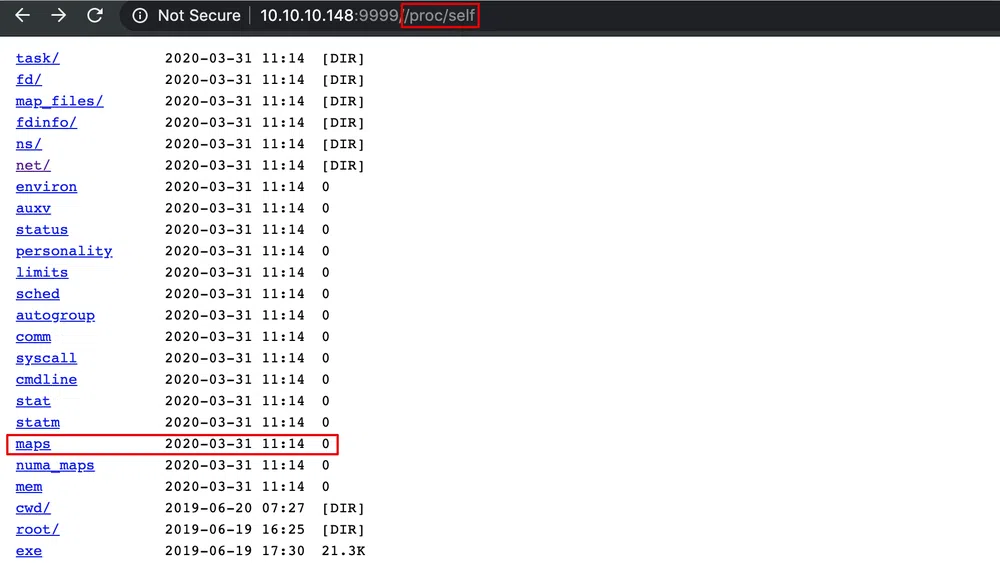 Not Secure 10.10.10.148:9999//proc/self
task/ 2020-03-31 11:14 [DIR]
fd/ 2020-03-31 11:14 [DIR]
map_files/ 2020-03-31 11:14 [DIR]
fdinfo/ 2020-03-31 11:14 [DIR]
ns/ 2020-03-31 11:14 [DIR]
net/ 2020-03-31 11:14 [DIR]
environ 2020-03-31 11:14 0
auxv 2020-03-31 11:14 0
status 2020-03-31 11:14 0
personality 2020-03-31 11:14 0
limits 2020-03-31 11:14 0
sched 2020-03-31 11:14 0
autogroup 2020-03-31 11:14 0
comm 2020-03-31 11:14 0
syscall 2020-03-31 11:14 0
cmdline 2020-03-31 11:14 0
stat 2020-03-31 11:14 0
statm 2020-03-31 11:14 0
maps 2020-03-31 11:14 0
numa_maps 2020-03-31 11:14 0
mem 2020-03-31 11:14 0
cwd/ 2019-06-20 07:27 [DIR]
root/ 2019-06-19 16:25 [DIR]
exe 2019-06-19 17:30 21.3K